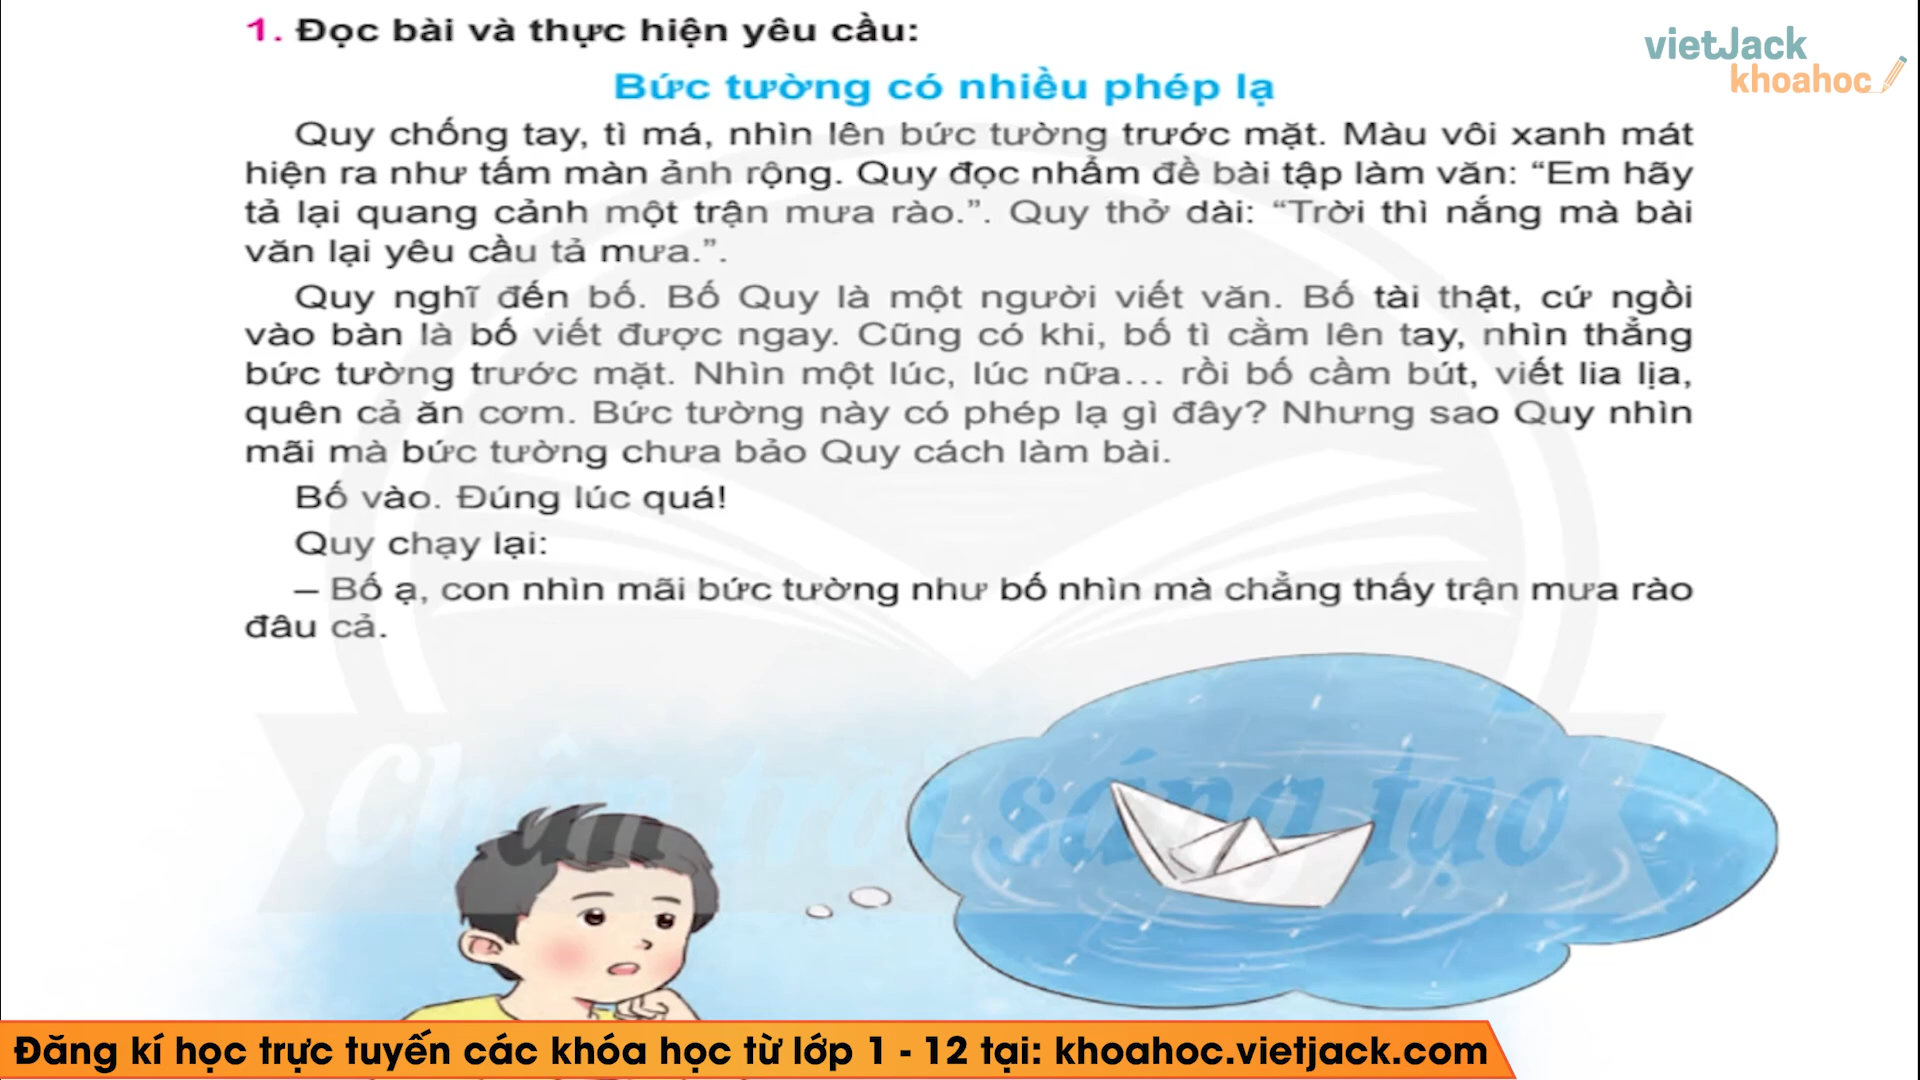 1. Đọc bài và thực hiện yêu cầu:
vietJack
khoahoc
Bức tường có nhiều phép lạ
Quy chống tay, tì má, nhìn lên bức tường trước mặt. Màu vôi xanh mát
hiện ra như tấm màn ảnh rộng. Quy đọc nhẩm đề bài tập làm văn: “Em hãy
tả lại quang cảnh một trận mưa rào.”. Quy thở dài: “Trời thì nắng mà bài
văn lại yêu cầu tả mưa.”.
Quy nghĩ đến bố. Bố Quy là một người viết văn. Bố tài thật, cứ ngồi
vào bàn là bố viết được ngay. Cũng có khi, bố tì cằm lên tay, nhìn thẳng
bức tường trước mặt. Nhìn một lúc, lúc nữa... rồi bố cầm bút, viết lia lịa,
quên cả ăn cơm. Bức tường này có phép lạ gì đây? Nhưng sao Quy nhìn
mãi mà bức tường chưa bảo Quy cách làm bài.
Bố vào. Đúng lúc quá!
Quy chạy lại:
– Bố ạ, con nhìn mãi bức tường như bố nhìn mà chẳng thấy trận mưa rào
đâu cả.
Chân trời sáng tạo
Đăng kí học trực tuyến các khóa học từ lớp 1 - 12 tại: khoahoc.vietjack.com